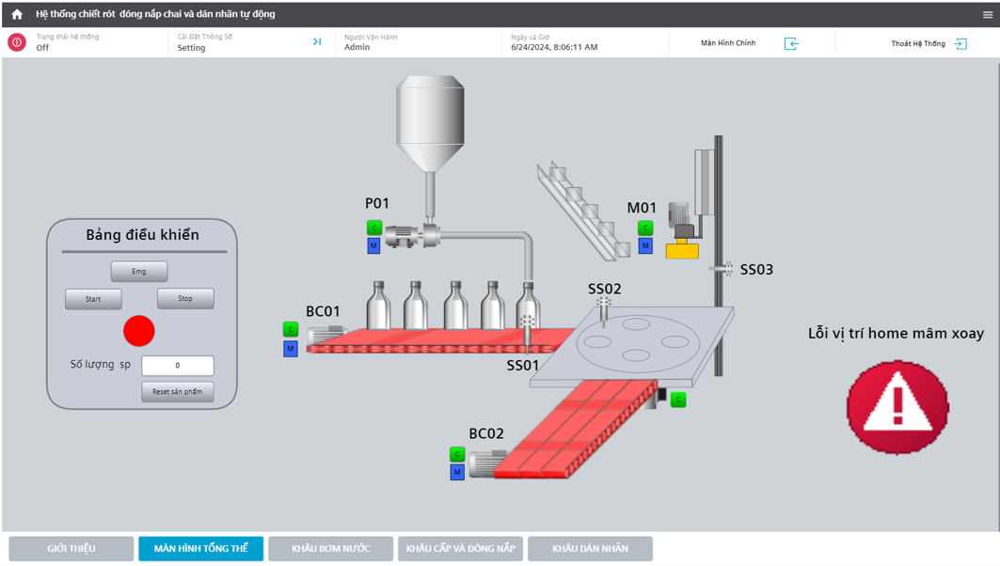 Hệ thống chiết rót đóng nắp chai và dán nhãn tự động
Trạng thái hệ thống
Off
Cài Đặt Thông Số
Setting
Người Vận Hành
Admin
Ngày và Giờ
6/24/2024, 8:06:11 AM
Màn Hình Chính
Thoát Hệ Thống
P01
C
M
M01
C
M
SS03
Bảng điều khiển
Emg
Start
Stop
Số lượng sp
0
Reset sản phẩm
BC01
C
M
SS02
SS01
Lỗi vị trí home mâm xoay
C
BC02
C
M
GIỚI THIỆU
MÀN HÌNH TỔNG THỂ
KHÂU BƠM NƯỚC
KHÂU CẤP VÀ ĐÓNG NẮP
KHÂU DÁN NHÃN